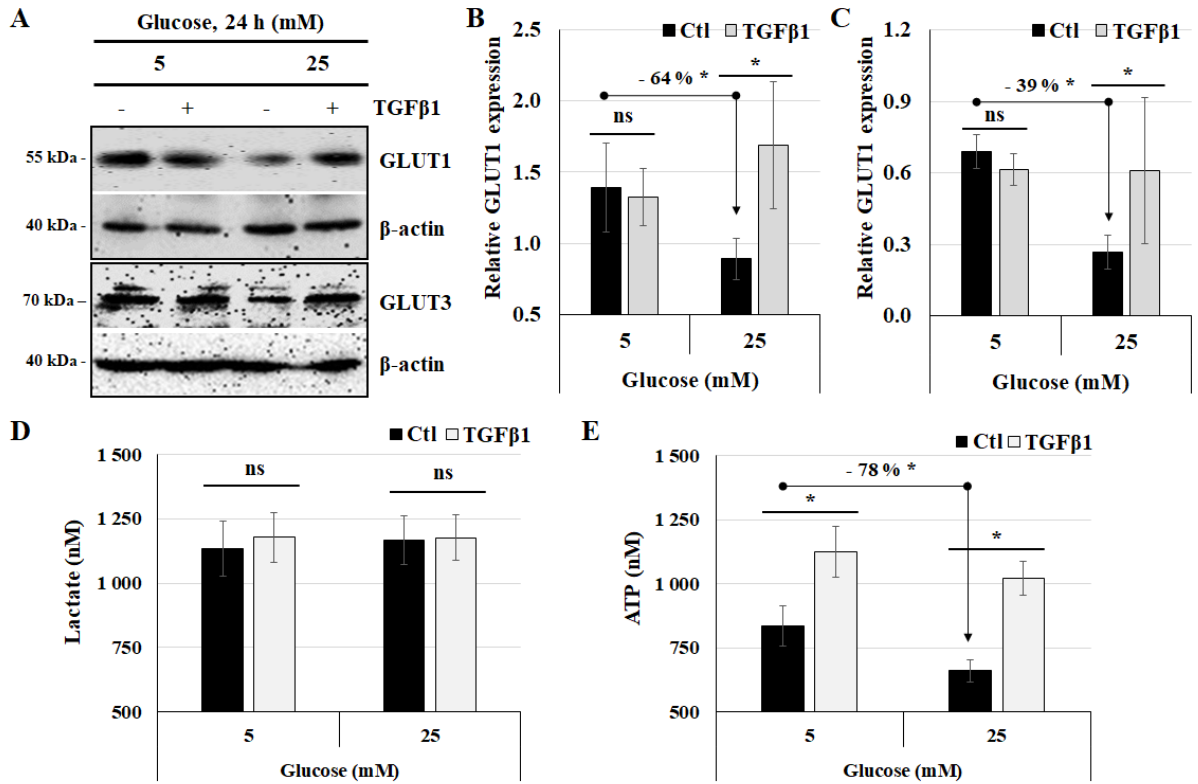 A
Glucose, 24 h (mM)
5 25
- + - + TGFβ1
55 kDa - GLUT1
40 kDa - β-actin
70 kDa - GLUT3
40 kDa - β-actin
B
Ctl TGFβ1
Relative GLUT1 expression
2.5
2.0
1.5
1.0
0.5
- 64 % *
ns
*
5 25
Glucose (mM)
C
Ctl TGFβ1
Relative GLUT1 expression
1.2
0.9
0.6
0.3
0.0
- 39 % *
ns
*
5 25
Glucose (mM)
D
Ctl TGFβ1
Lactate (nM)
1 500
1 250
1 000
750
500
ns ns
5 25
Glucose (mM)
E
Ctl TGFβ1
ATP (nM)
1 500
1 250
1 000
750
500
- 78 % *
*
*
5 25
Glucose (mM)